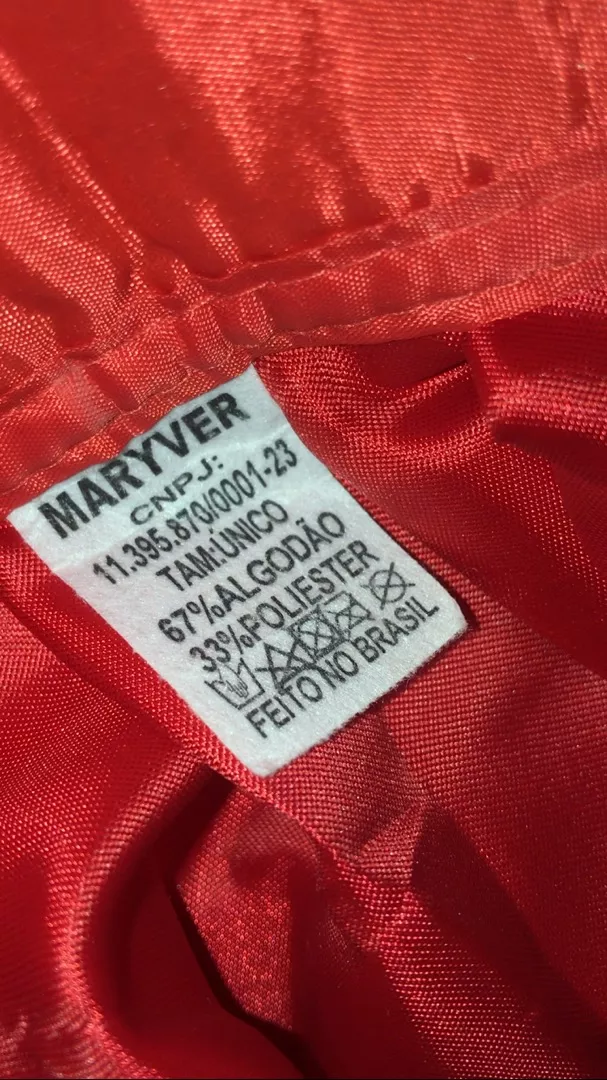 MARYVER
CNPJ:
11.395.870/0001-23
TAM:ÚNICO
67%ALGODÃO
33%POLIESTER
FEITO NO BRASIL